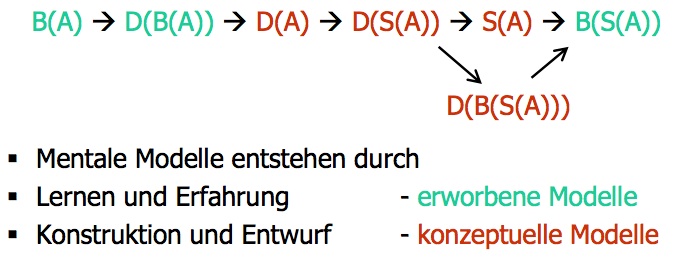 B(A) → D(B(A)) → D(A) → D(S(A)) → S(A) → B(S(A))
D(B(S(A)))
▪ Mentale Modelle entstehen durch
▪ Lernen und Erfahrung - erworbene Modelle
▪ Konstruktion und Entwurf - konzeptuelle Modelle